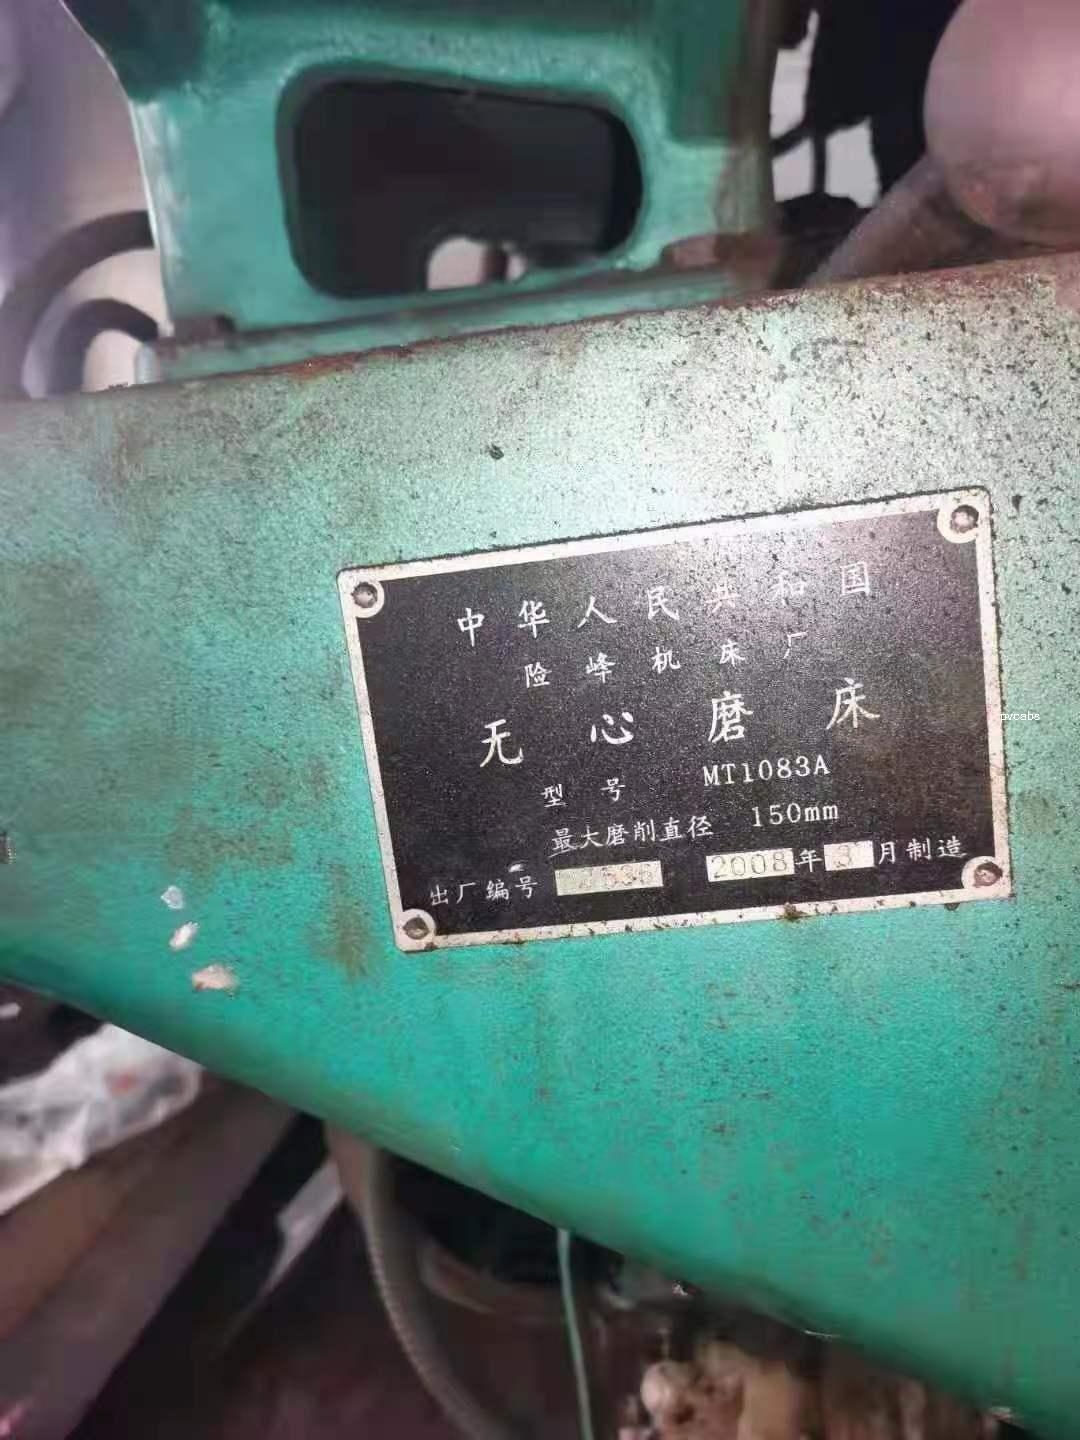 中华人民共和国
险峰机床厂
无心磨床
型号 MT1083A
最大磨削直径 150mm
出厂编号 2008年3月制造
pvcabs